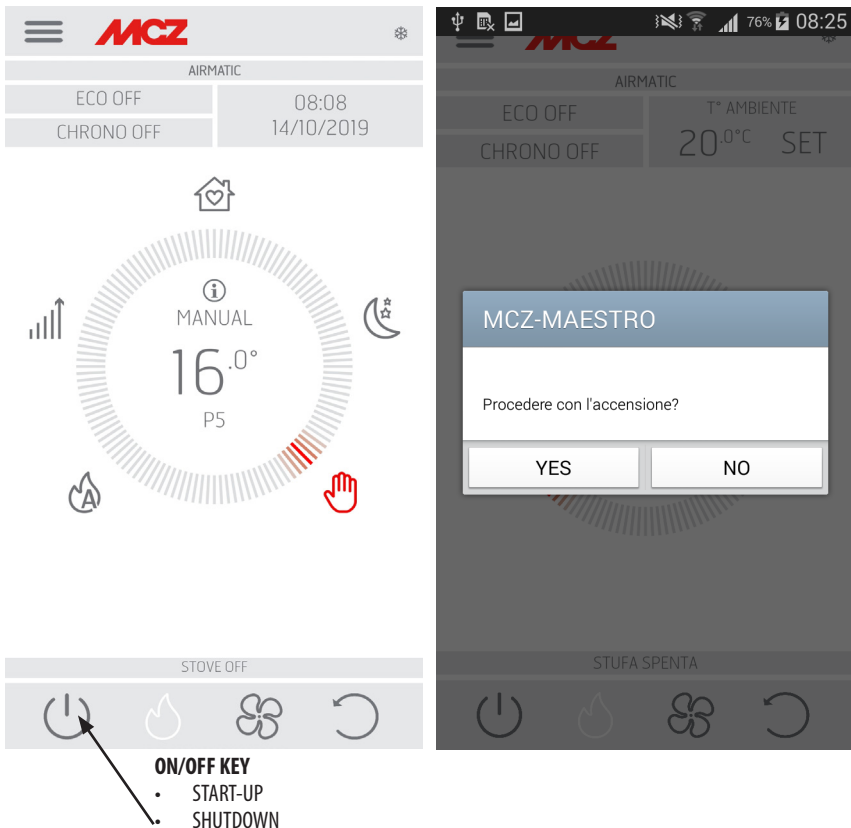 MCZ
AIRMATIC
ECO OFF
CHRONO OFF
08:08
14/10/2019
MANUAL
16.0°
P5
A
STOVE OFF
ON/OFF KEY
• START-UP
• SHUTDOWN
76% 08:25
MCZ
AIRMATIC
ECO OFF
CHRONO OFF
T° AMBIENTE
20.0°C SET
MCZ-MAESTRO
Procedere con l'accensione?
YES NO
STUFA SPENTA